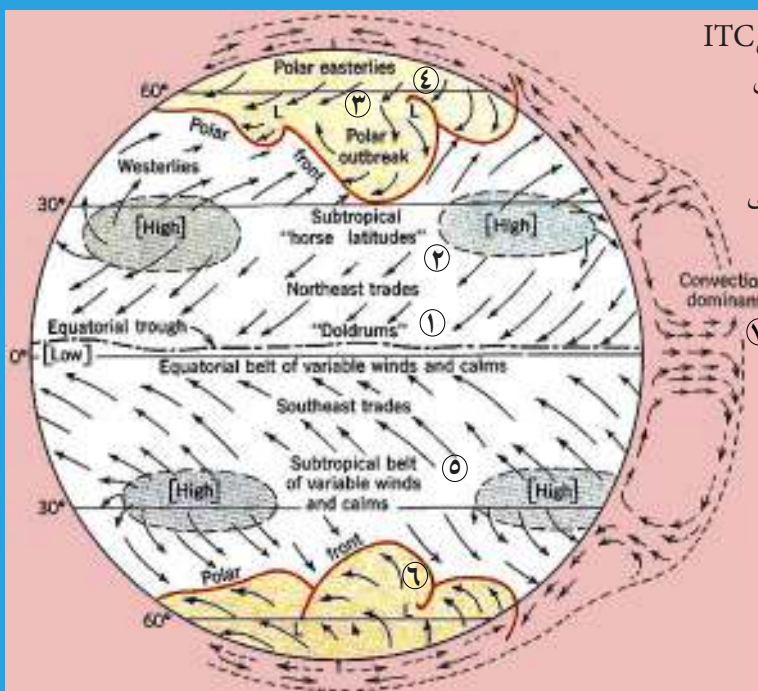 ITC
Polar easterlies
٤
60°
٣
L
L
Polar
front
Polar
outbreak
Westerlies
30°
[High]
Subtropical
"horse latitudes"
[High]
٢
Northeast trades
Convection
dominant
Equatorial trough
"Doldrums"
١
0°
[Low]
Equatorial belt of variable winds and calms
Southeast trades
٥
[High]
Subtropical belt
of variable winds
and calms
[High]
30°
Polar
front
٦
60°
L
L